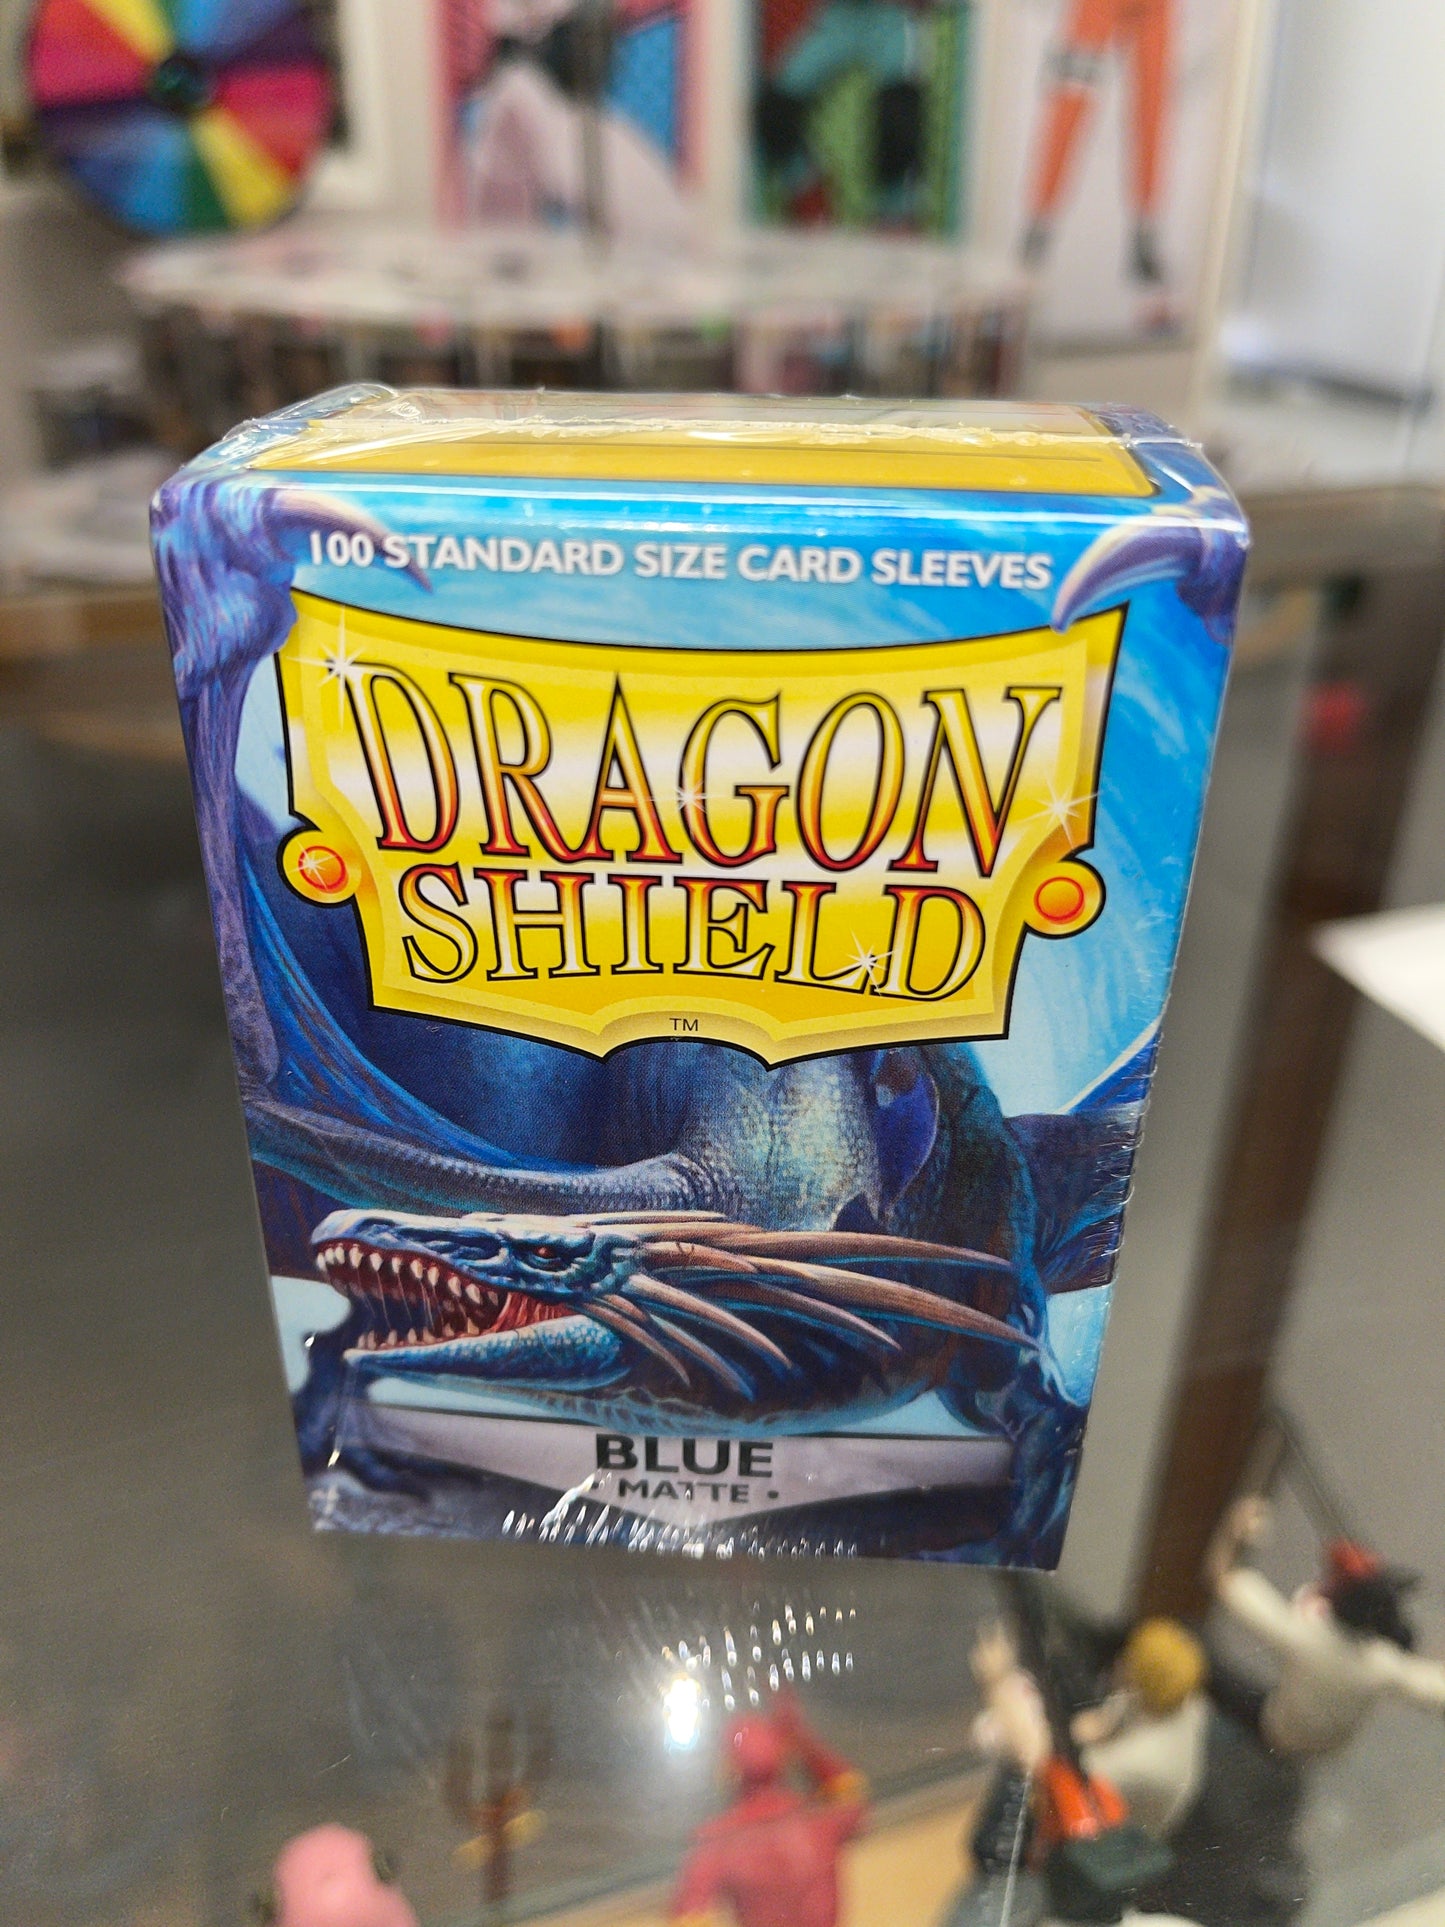 100 STANDARD SIZE CARD SLEEVES
DRAGON
SHIELD
TM
BLUE
• MATTE •